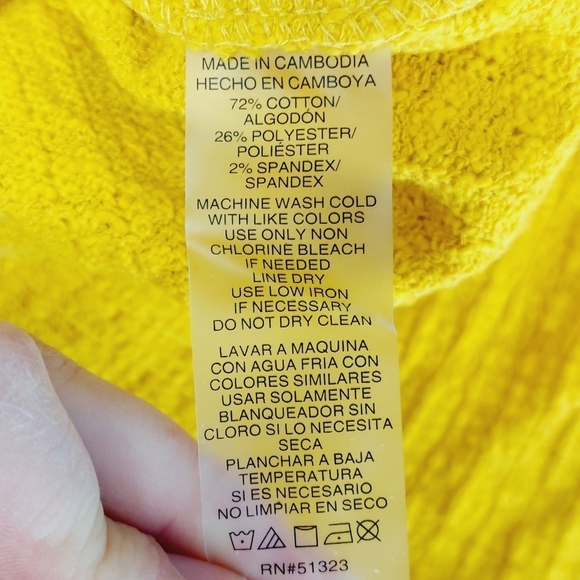 MADE IN CAMBODIA
HECHO EN CAMBOYA
72% COTTON/
ALGODÓN
26% POLYESTER/
POLIÉSTER
2% SPANDEX/
SPANDEX
MACHINE WASH COLD
WITH LIKE COLORS
USE ONLY NON
CHLORINE BLEACH
IF NEEDED
LINE DRY
USE LOW IRON
IF NECESSARY
DO NOT DRY CLEAN
LAVAR A MAQUINA
CON AGUA FRIA CON
COLORES SIMILARES
USAR SOLAMENTE
BLANQUEADOR SIN
CLORO SI LO NECESITA
SECA
PLANCHAR A BAJA
TEMPERATURA
SI ES NECESARIO
NO LIMPIAR EN SECO
RN#51323